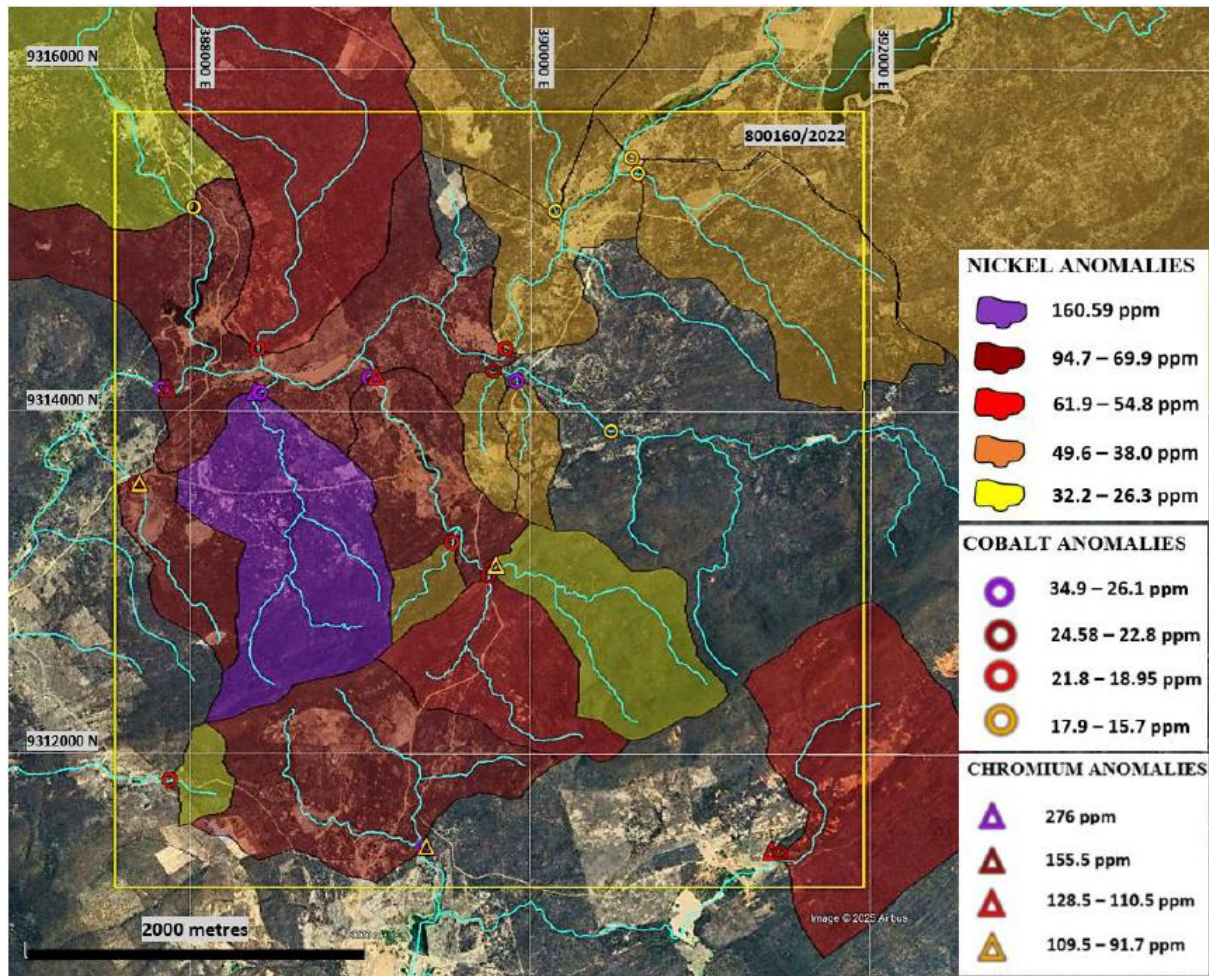 9316000 N
388000 E
390000 E
392000 E
800160/2022
9314000 N
9312000 N
2000 metres
Image © 2025 Airbus
NICKEL ANOMALIES
160.59 ppm
94.7 – 69.9 ppm
61.9 – 54.8 ppm
49.6 – 38.0 ppm
32.2 – 26.3 ppm
COBALT ANOMALIES
34.9 – 26.1 ppm
24.58 – 22.8 ppm
21.8 – 18.95 ppm
17.9 – 15.7 ppm
CHROMIUM ANOMALIES
276 ppm
155.5 ppm
128.5 – 110.5 ppm
109.5 – 91.7 ppm